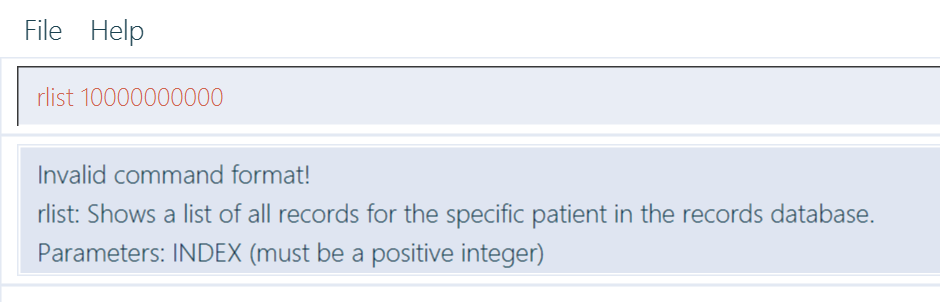 File Help
rlist 10000000000
Invalid command format!
rlist: Shows a list of all records for the specific patient in the records database.
Parameters: INDEX (must be a positive integer)